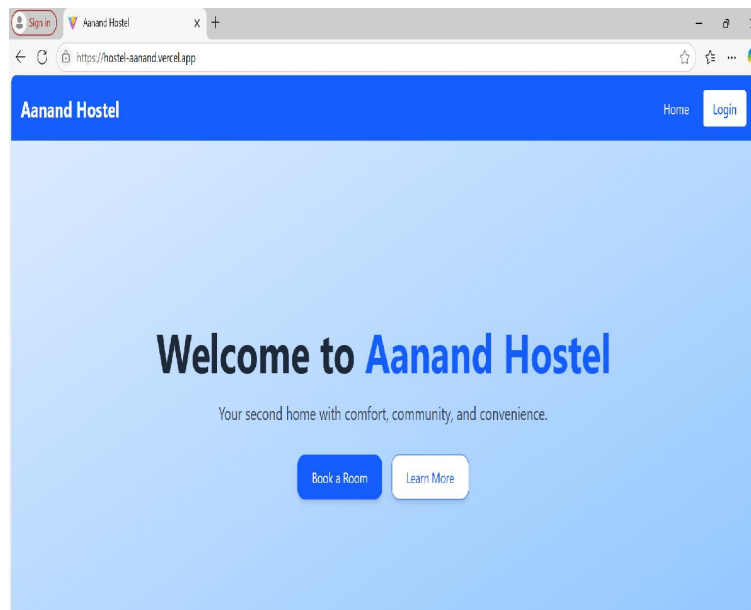 Sign in Aanand Hostel
https://hostel-aanand.vercel.app
Aanand Hostel Home Login
Welcome to Aanand Hostel
Your second home with comfort, community, and convenience.
Book a Room Learn More